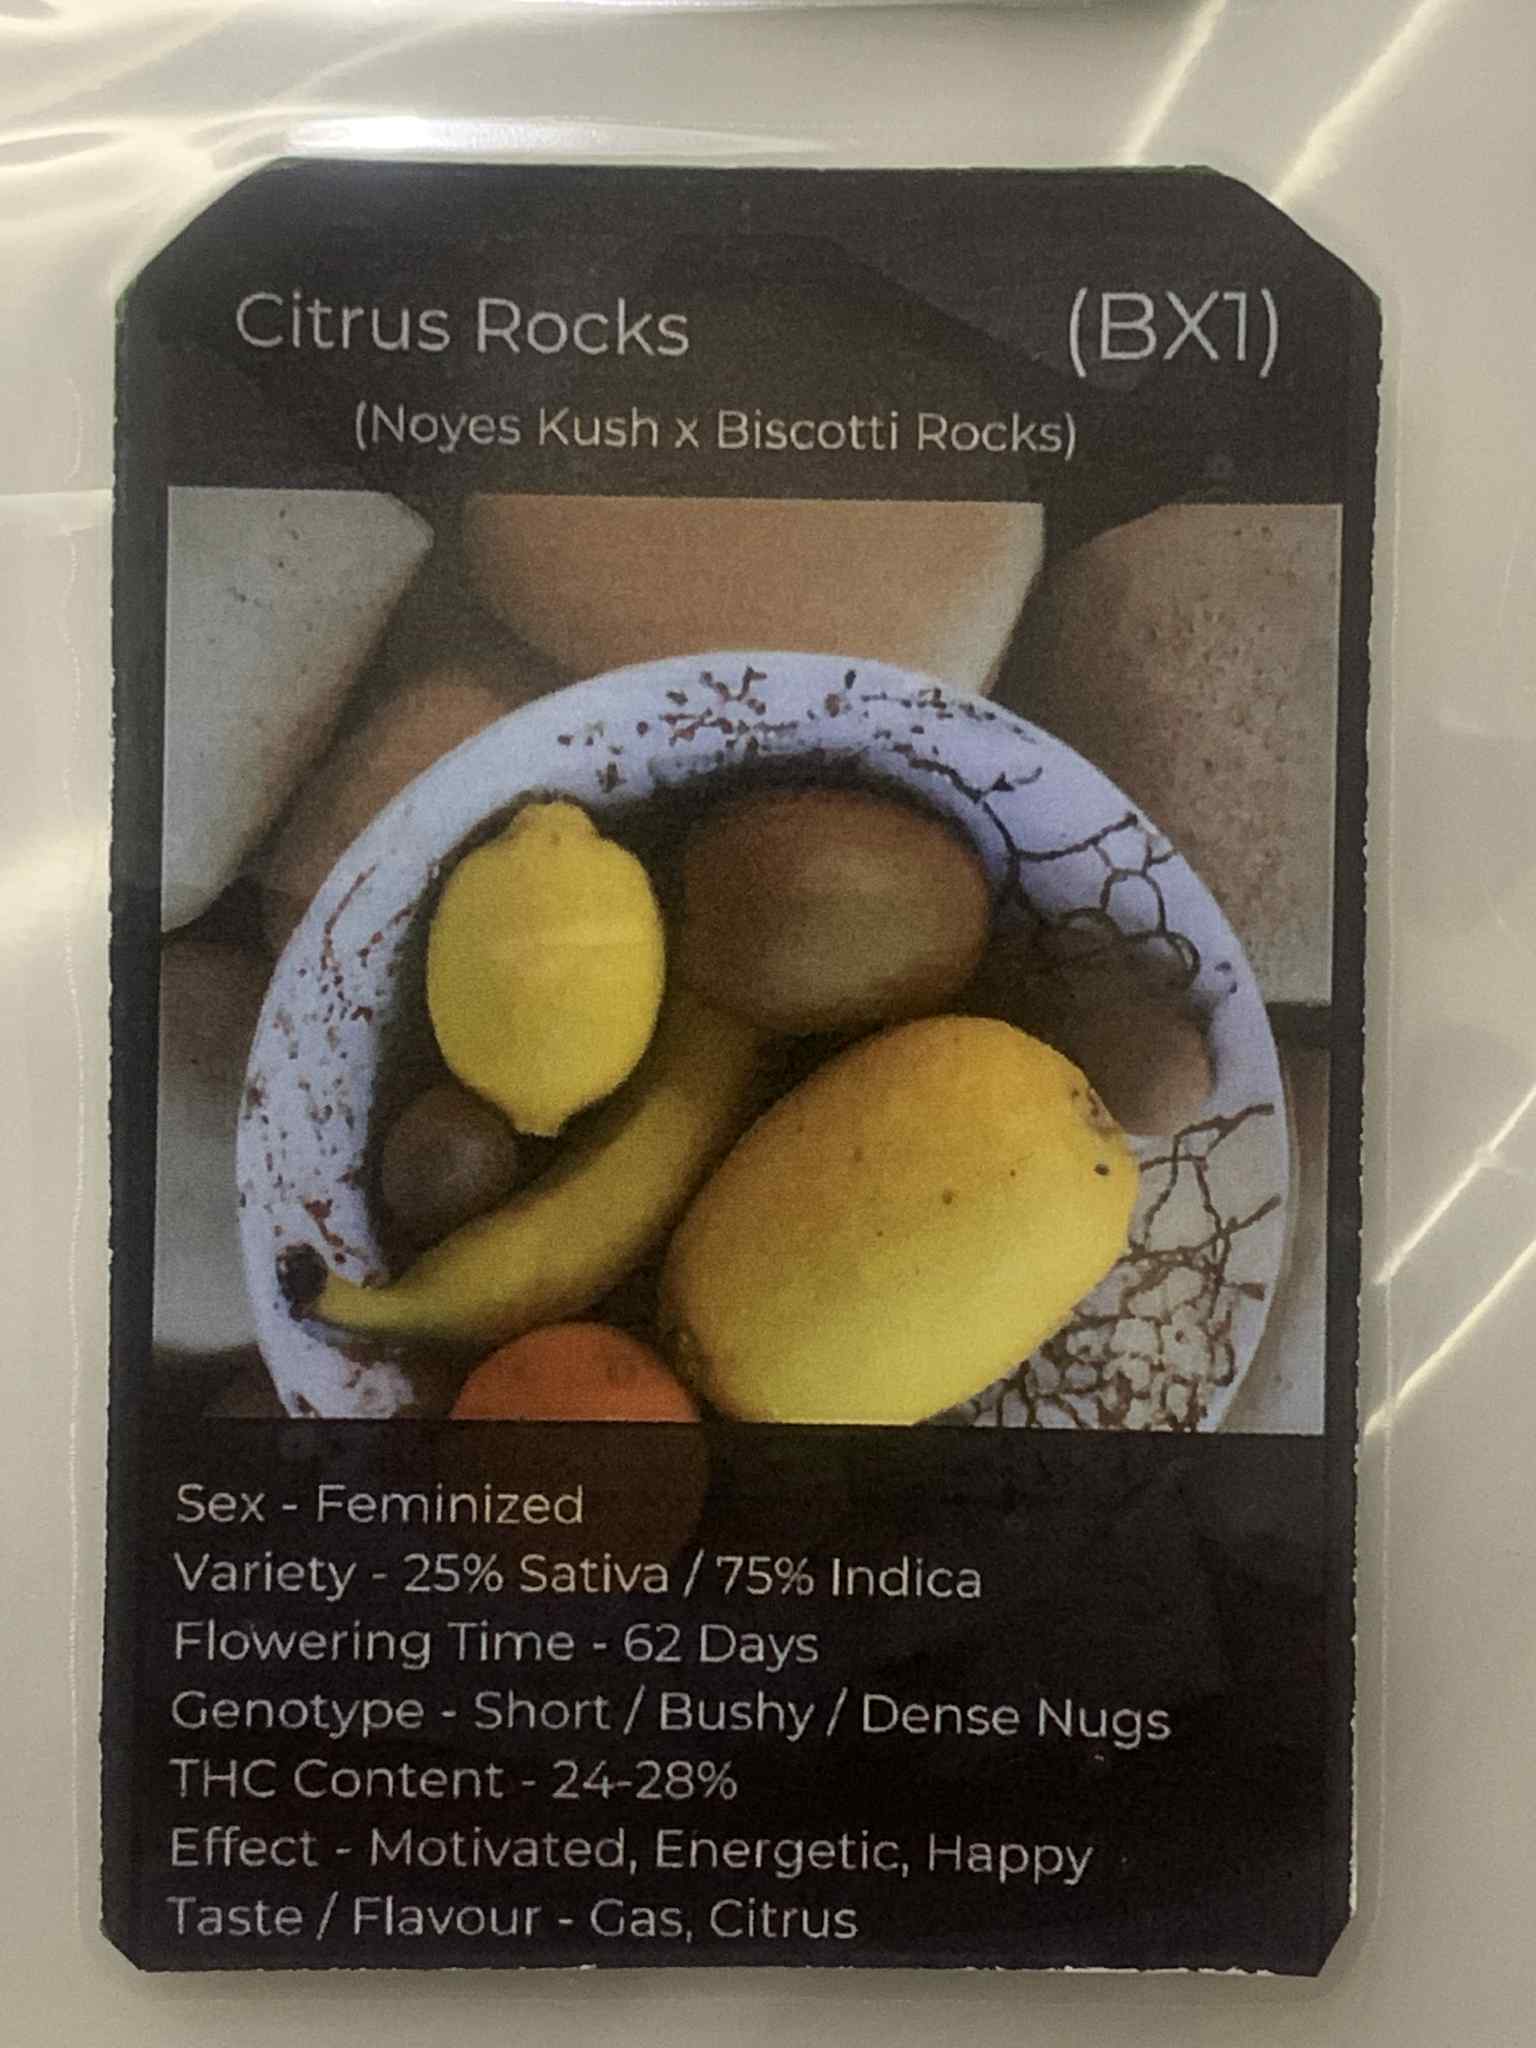 Citrus Rocks (BX1)
(Noyes Kush x Biscotti Rocks)
Sex - Feminized
Variety - 25% Sativa / 75% Indica
Flowering Time - 62 Days
Genotype - Short / Bushy / Dense Nugs
THC Content - 24-28%
Effect - Motivated, Energetic, Happy
Taste / Flavour - Gas, Citrus